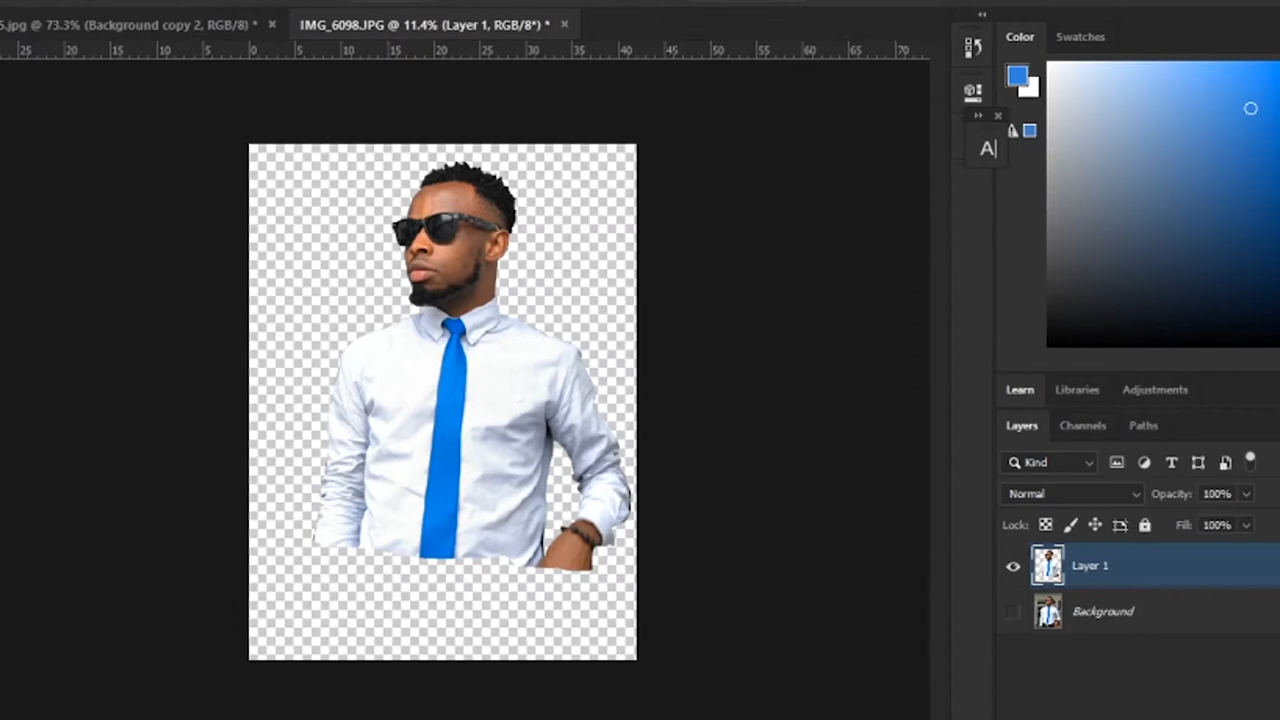 5.jpg @ 73.3% (Background copy 2, RGB/8) * ×
IMG_6098.JPG @ 11.4% (Layer 1, RGB/8*) * ×
25 20 15 10 5 0 5 10 15 20 25 30 35 40 45 50 55 60 65 70
Color Swatches
A
Learn Libraries Adjustments
Layers Channels Paths
Kind
Normal Opacity: 100%
Lock: Fill: 100%
Layer 1
Background